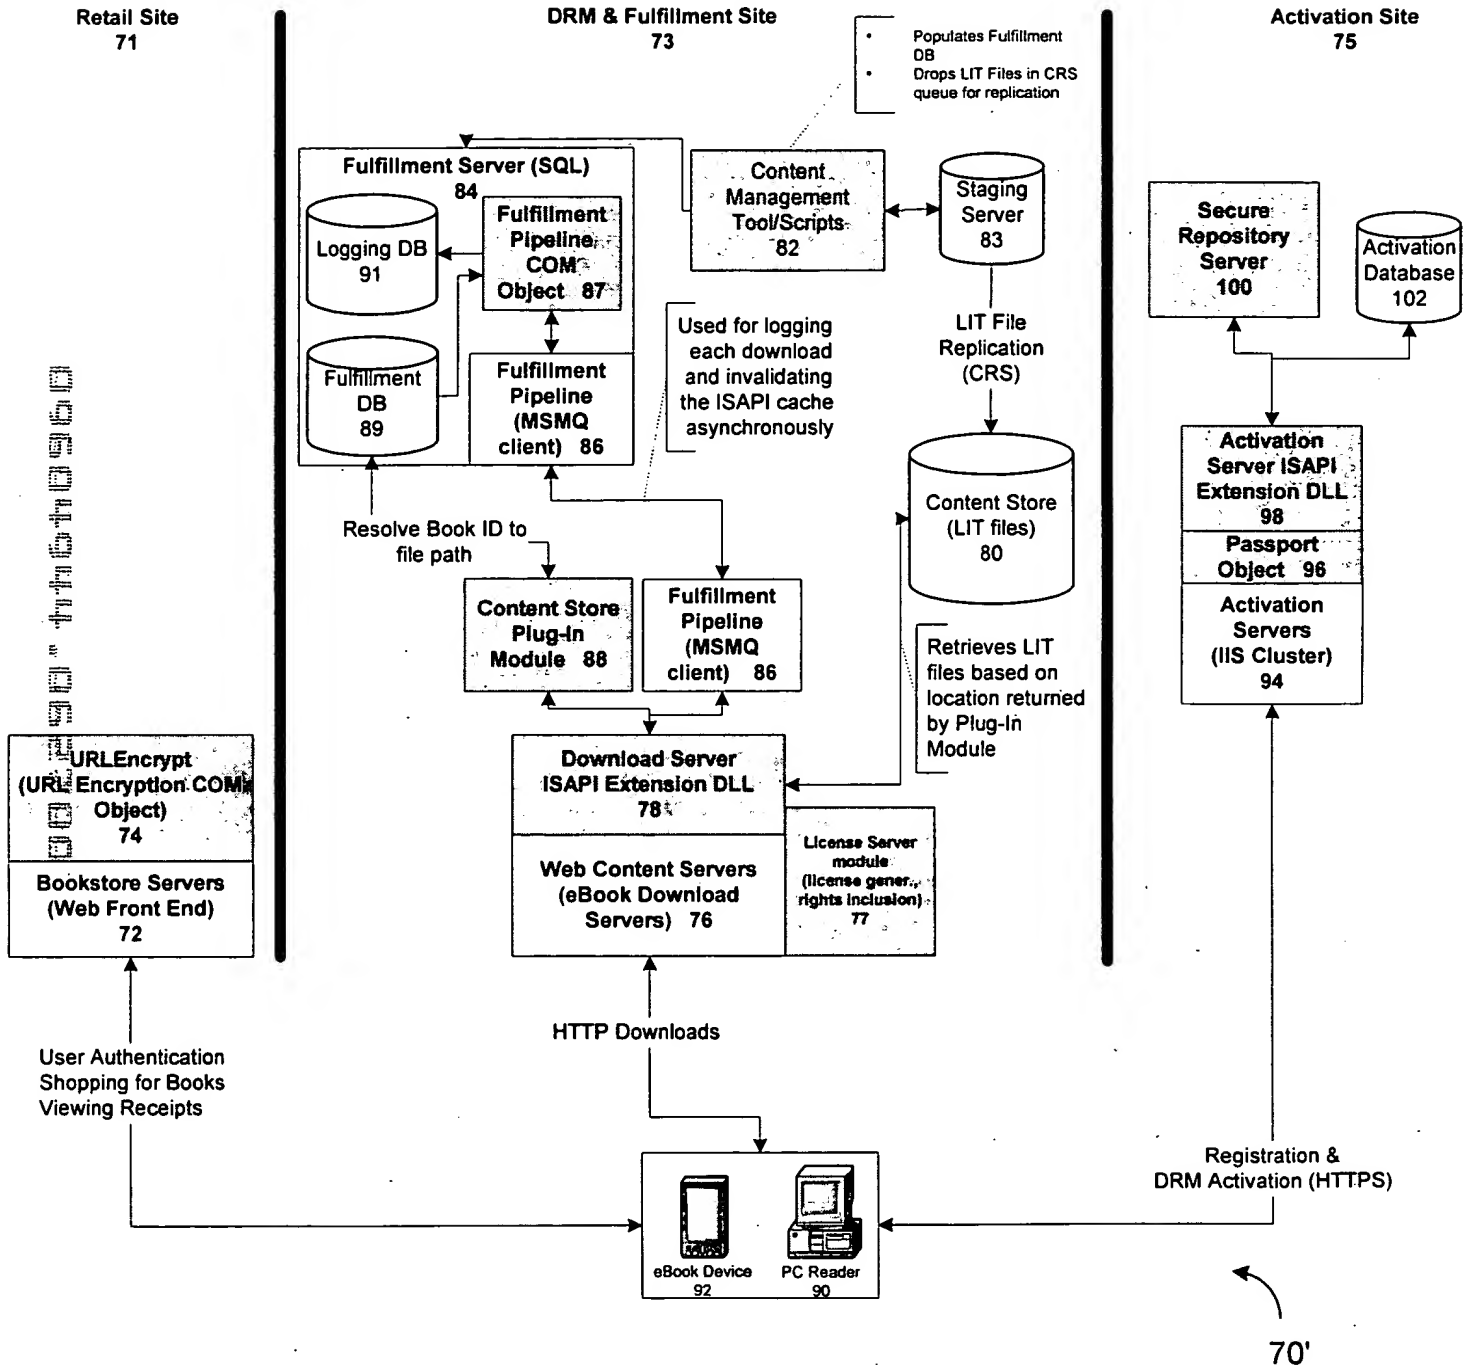 Retail Site
71
DRM & Fulfillment Site
73
Activation Site
75
• Populates Fulfillment
DB
• Drops LIT Files in CRS
queue for replication
Fulfillment Server (SQL)
84
Logging DB
91
Fulfillment
Pipeline
COM
Object 87
Fulfillment
DB
89
Fulfillment
Pipeline
(MSMQ
client) 86
Content
Management
Tool/Scripts
82
Staging
Server
83
Used for logging
each download
and invalidating
the ISAPI cache
asynchronously
LIT File
Replication
(CRS)
Content Store
(LIT files)
80
Secure
Repository
Server
100
Activation
Database
102
Activation
Server ISAPI
Extension DLL
98
Passport
Object 96
Activation
Servers
(IIS Cluster)
94
Resolve Book ID to
file path
Content Store
Plug-In
Module 88
Fulfillment
Pipeline
(MSMQ
client) 86
Retrieves LIT
files based on
location returned
by Plug-In
Module
URLEncrypt
(URL Encryption COM
Object)
74
Bookstore Servers
(Web Front End)
72
Download Server
ISAPI Extension DLL
78
Web Content Servers
(eBook Download
Servers) 76
License Server
module
(license gener.,
rights inclusion)
77
HTTP Downloads
User Authentication
Shopping for Books
Viewing Receipts
Registration &
DRM Activation (HTTPS)
eBook Device
92
PC Reader
90
70'